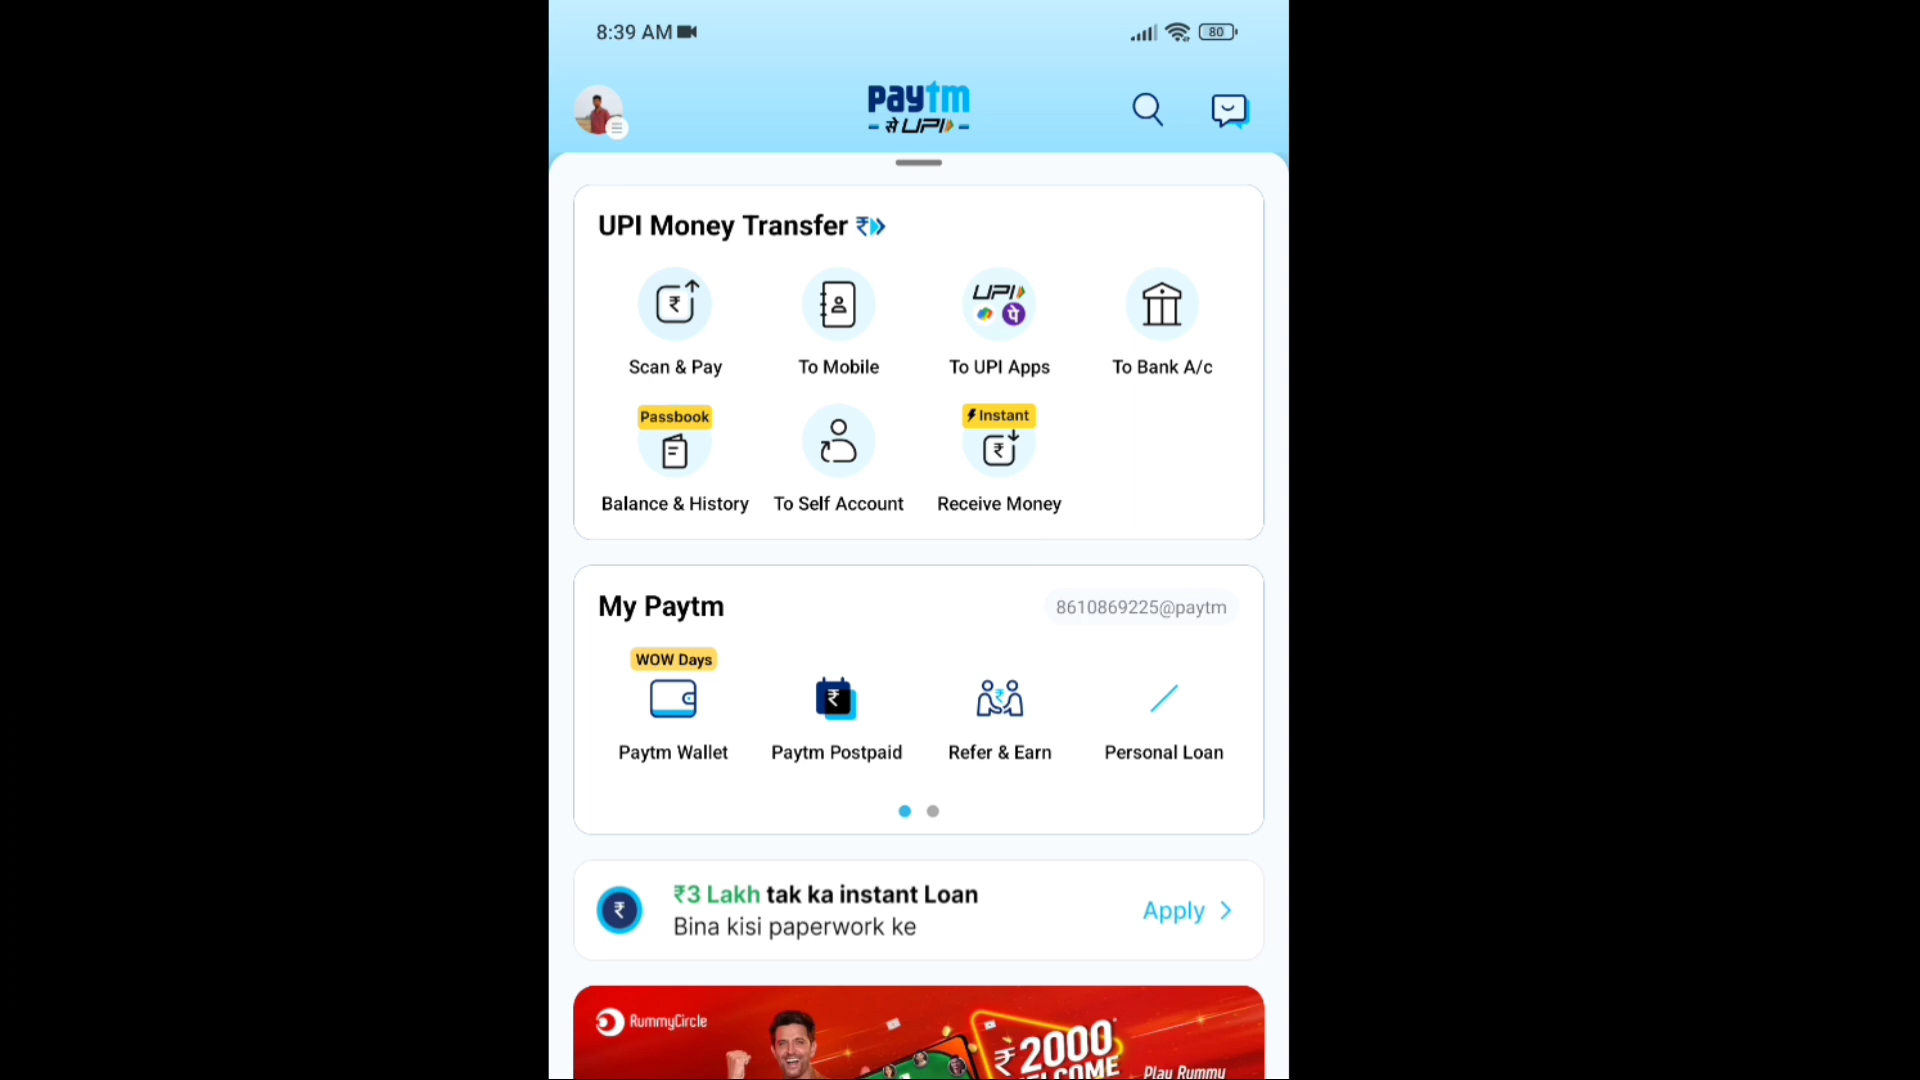 8:39 AM
80
paytm
से UPI
UPI Money Transfer
UPI
पे
Scan & Pay
To Mobile
To UPI Apps
To Bank A/c
Passbook
Instant
Balance & History
To Self Account
Receive Money
My Paytm
8610869225@paytm
WOW Days
Paytm Wallet
Paytm Postpaid
Refer & Earn
Personal Loan
₹3 Lakh tak ka instant Loan
Bina kisi paperwork ke
Apply
RummyCircle
₹2000
WELCOME
Play Rummy